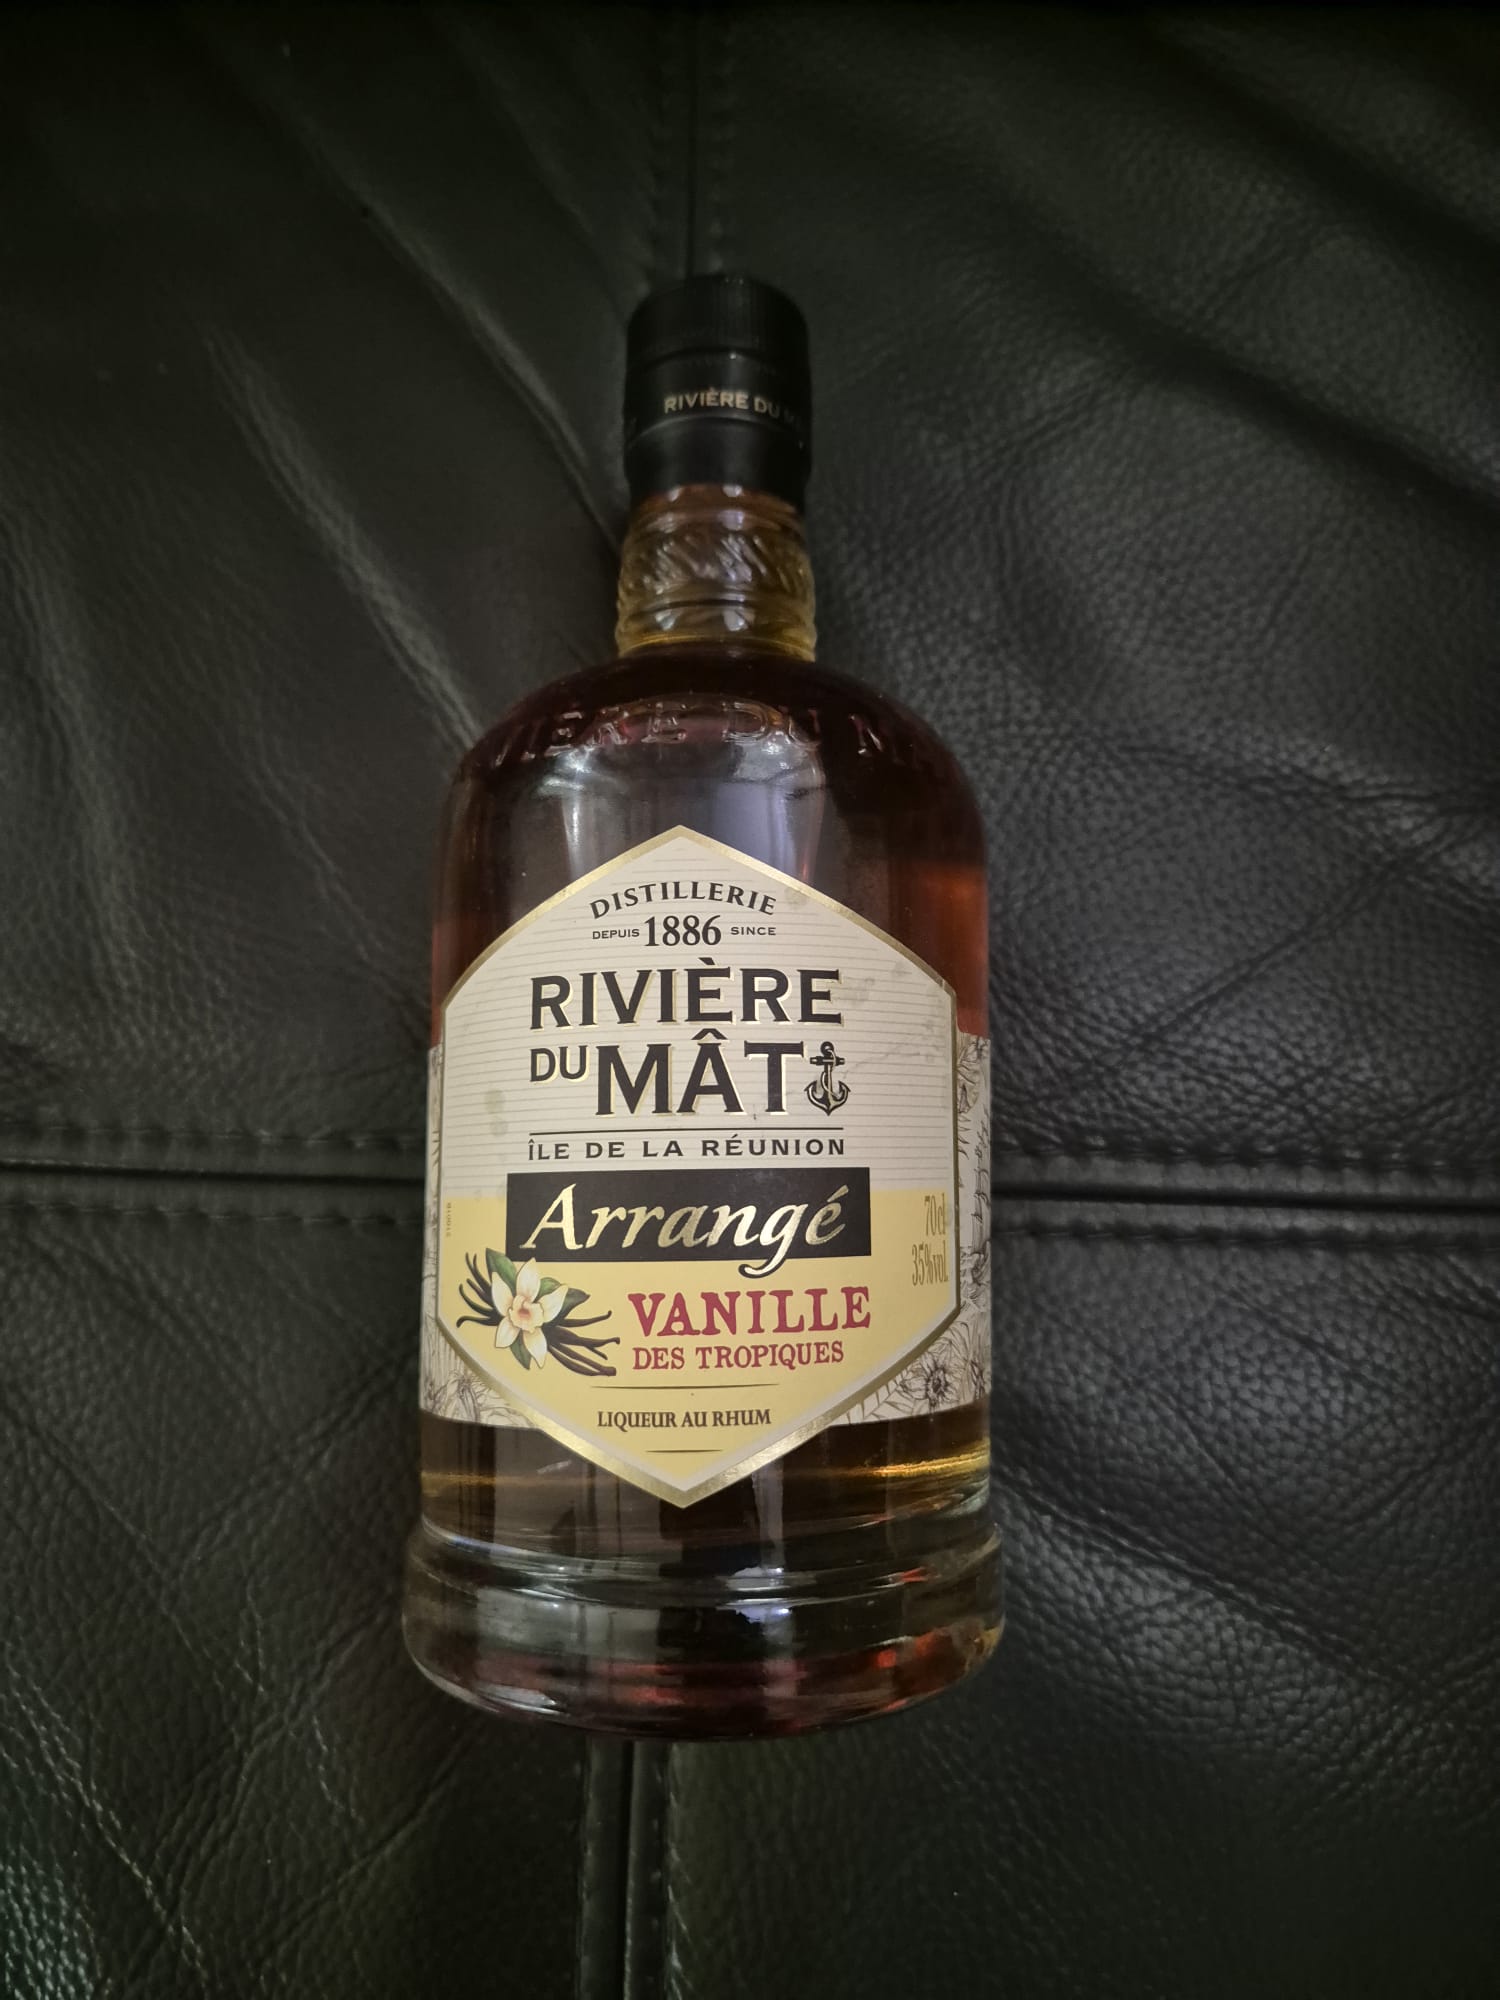 RIVIÈRE DU
DISTILLERIE
DEPUIS 1886 SINCE
RIVIÈRE
DU MÂT
ÎLE DE LA RÉUNION
Arrangé
70cl
35%vol.
VANILLE
DES TROPIQUES
LIQUEUR AU RHUM